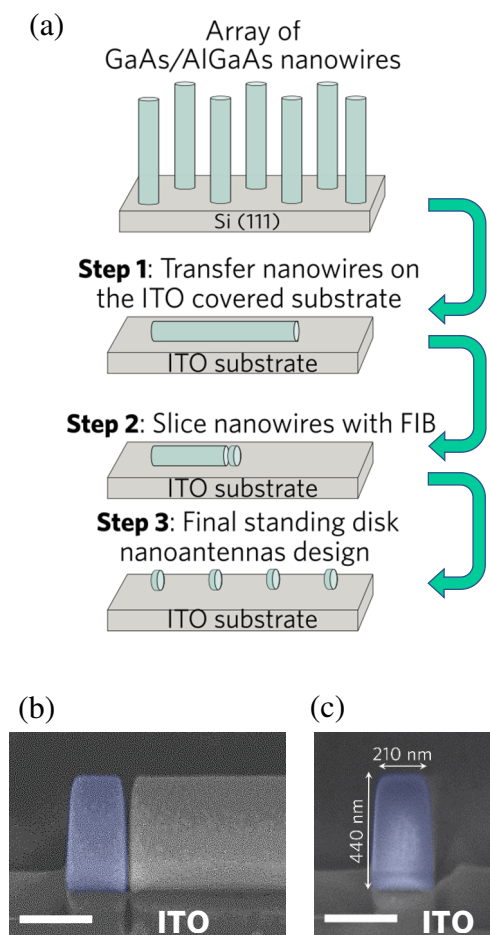 (a)
Array of
GaAs/AlGaAs nanowires
Si (111)
Step 1: Transfer nanowires on
the ITO covered substrate
ITO substrate
Step 2: Slice nanowires with FIB
ITO substrate
Step 3: Final standing disk
nanoantennas design
ITO substrate
(b)
(c)
210 nm
440 nm
ITO
ITO